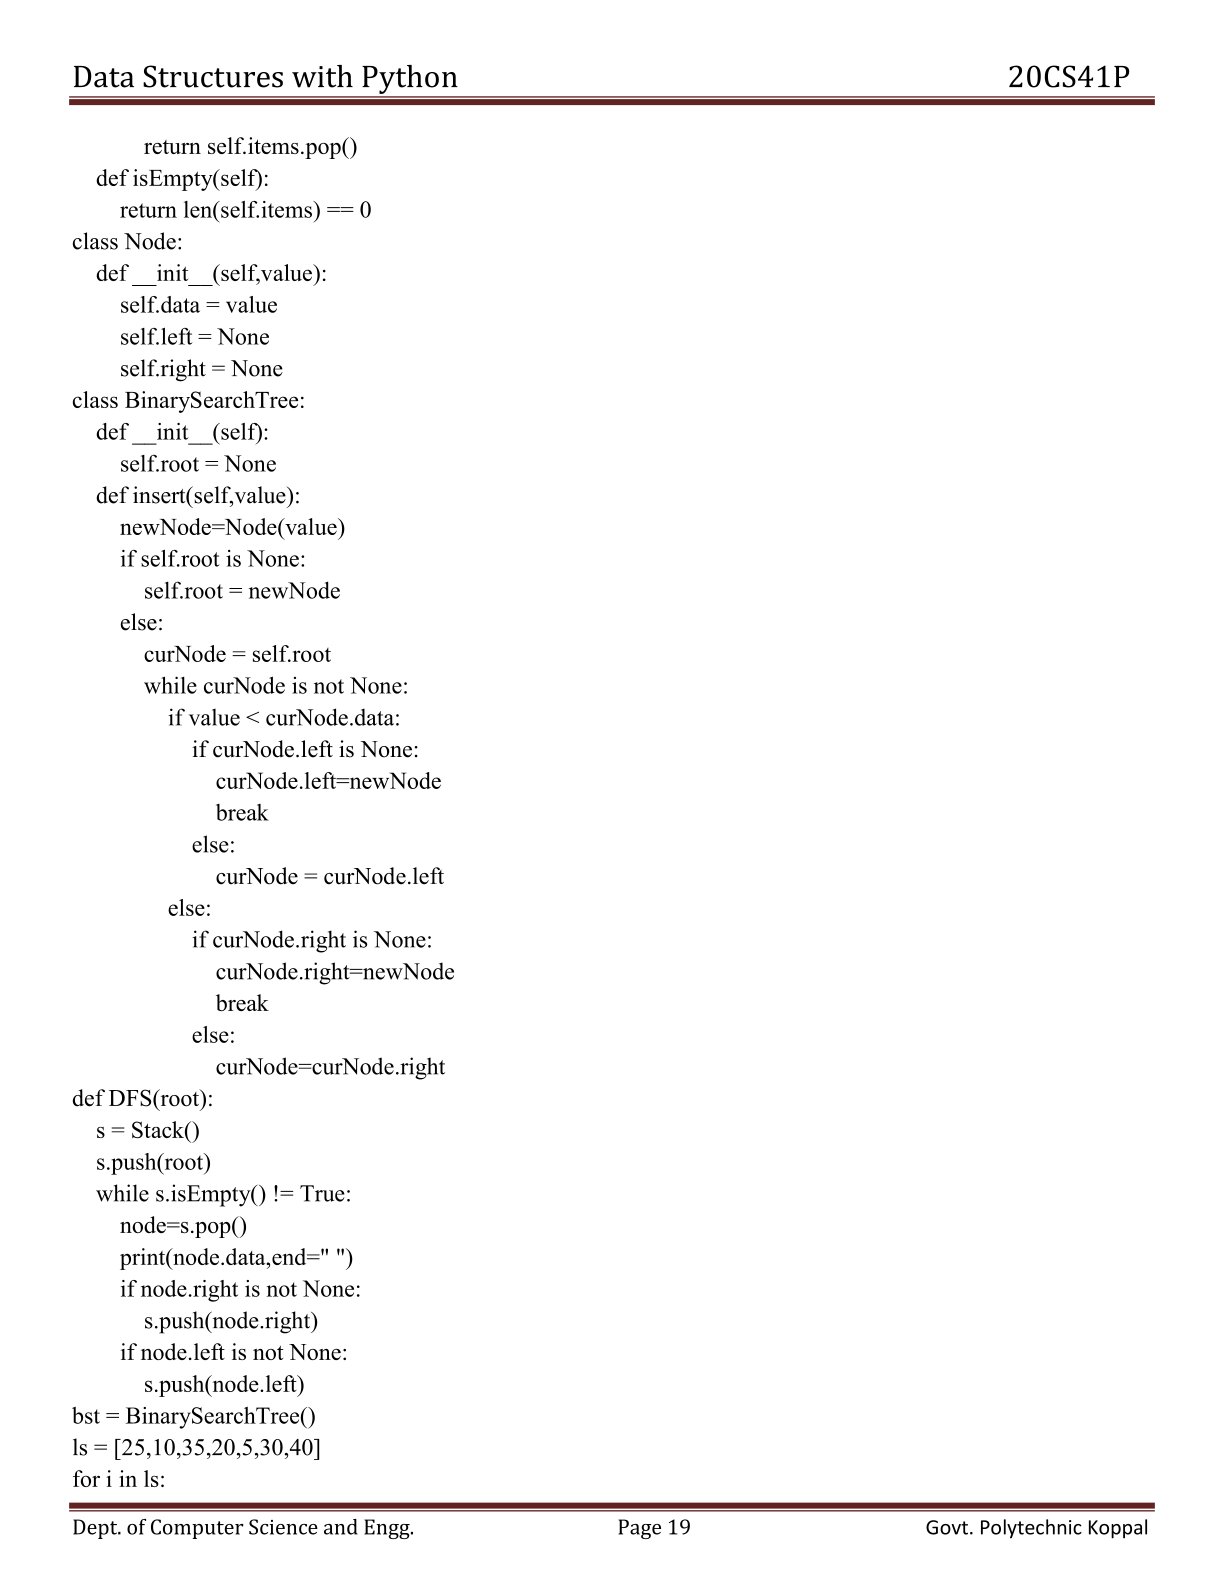 Data Structures with Python 20CS41P
            return self.items.pop()
    def isEmpty(self):
        return len(self.items) == 0
class Node:
    def __init__(self,value):
        self.data = value
        self.left = None
        self.right = None
class BinarySearchTree:
    def __init__(self):
        self.root = None
    def insert(self,value):
        newNode=Node(value)
        if self.root is None:
            self.root = newNode
        else:
            curNode = self.root
            while curNode is not None:
                if value < curNode.data:
                    if curNode.left is None:
                        curNode.left=newNode
                        break
                    else:
                        curNode = curNode.left
                else:
                    if curNode.right is None:
                        curNode.right=newNode
                        break
                    else:
                        curNode=curNode.right
def DFS(root):
    s = Stack()
    s.push(root)
    while s.isEmpty() != True:
        node=s.pop()
        print(node.data,end=" ")
        if node.right is not None:
            s.push(node.right)
        if node.left is not None:
            s.push(node.left)
bst = BinarySearchTree()
ls = [25,10,35,20,5,30,40]
for i in ls:
Dept. of Computer Science and Engg. Page 19 Govt. Polytechnic Koppal